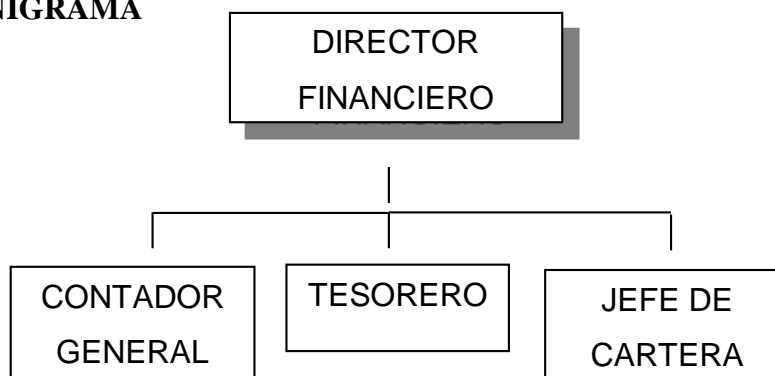 NIGRAMA
DIRECTOR
FINANCIERO
CONTADOR
GENERAL
TESORERO
JEFE DE
CARTERA